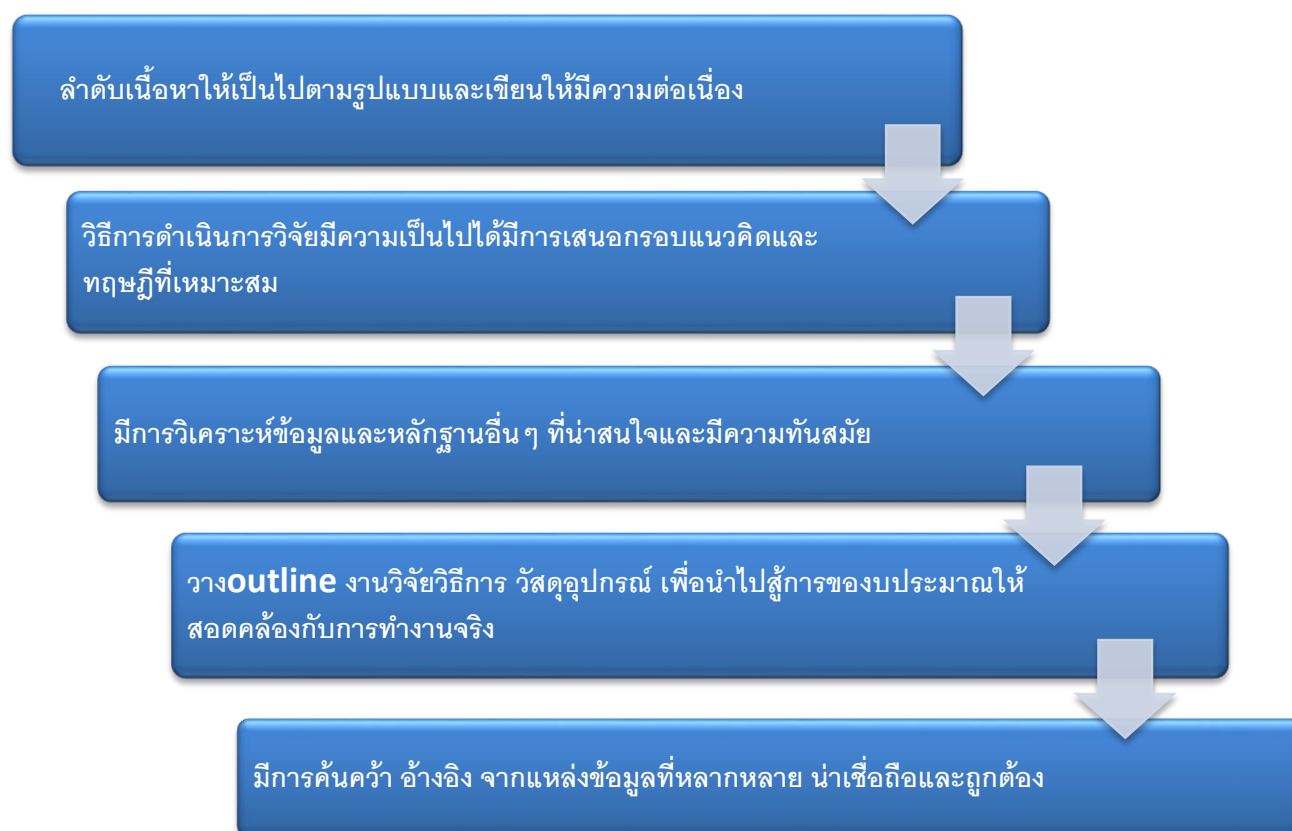 ลำดับเนื้อหาให้เป็นไปตามรูปแบบและเขียนให้มีความต่อเนื่อง
วิธีการดำเนินการวิจัยมีความเป็นไปได้มีการเสนอกรอบแนวคิดและ
ทฤษฎีที่เหมาะสม
มีการวิเคราะห์ข้อมูลและหลักฐานอื่นๆ ที่น่าสนใจและมีความทันสมัย
วางoutline งานวิจัยวิธีการ วัสดุอุปกรณ์ เพื่อนำไปสู้การของบประมาณให้
สอดคล้องกับการทำงานจริง
มีการค้นคว้า อ้างอิง จากแหล่งข้อมูลที่หลากหลาย น่าเชื่อถือและถูกต้อง